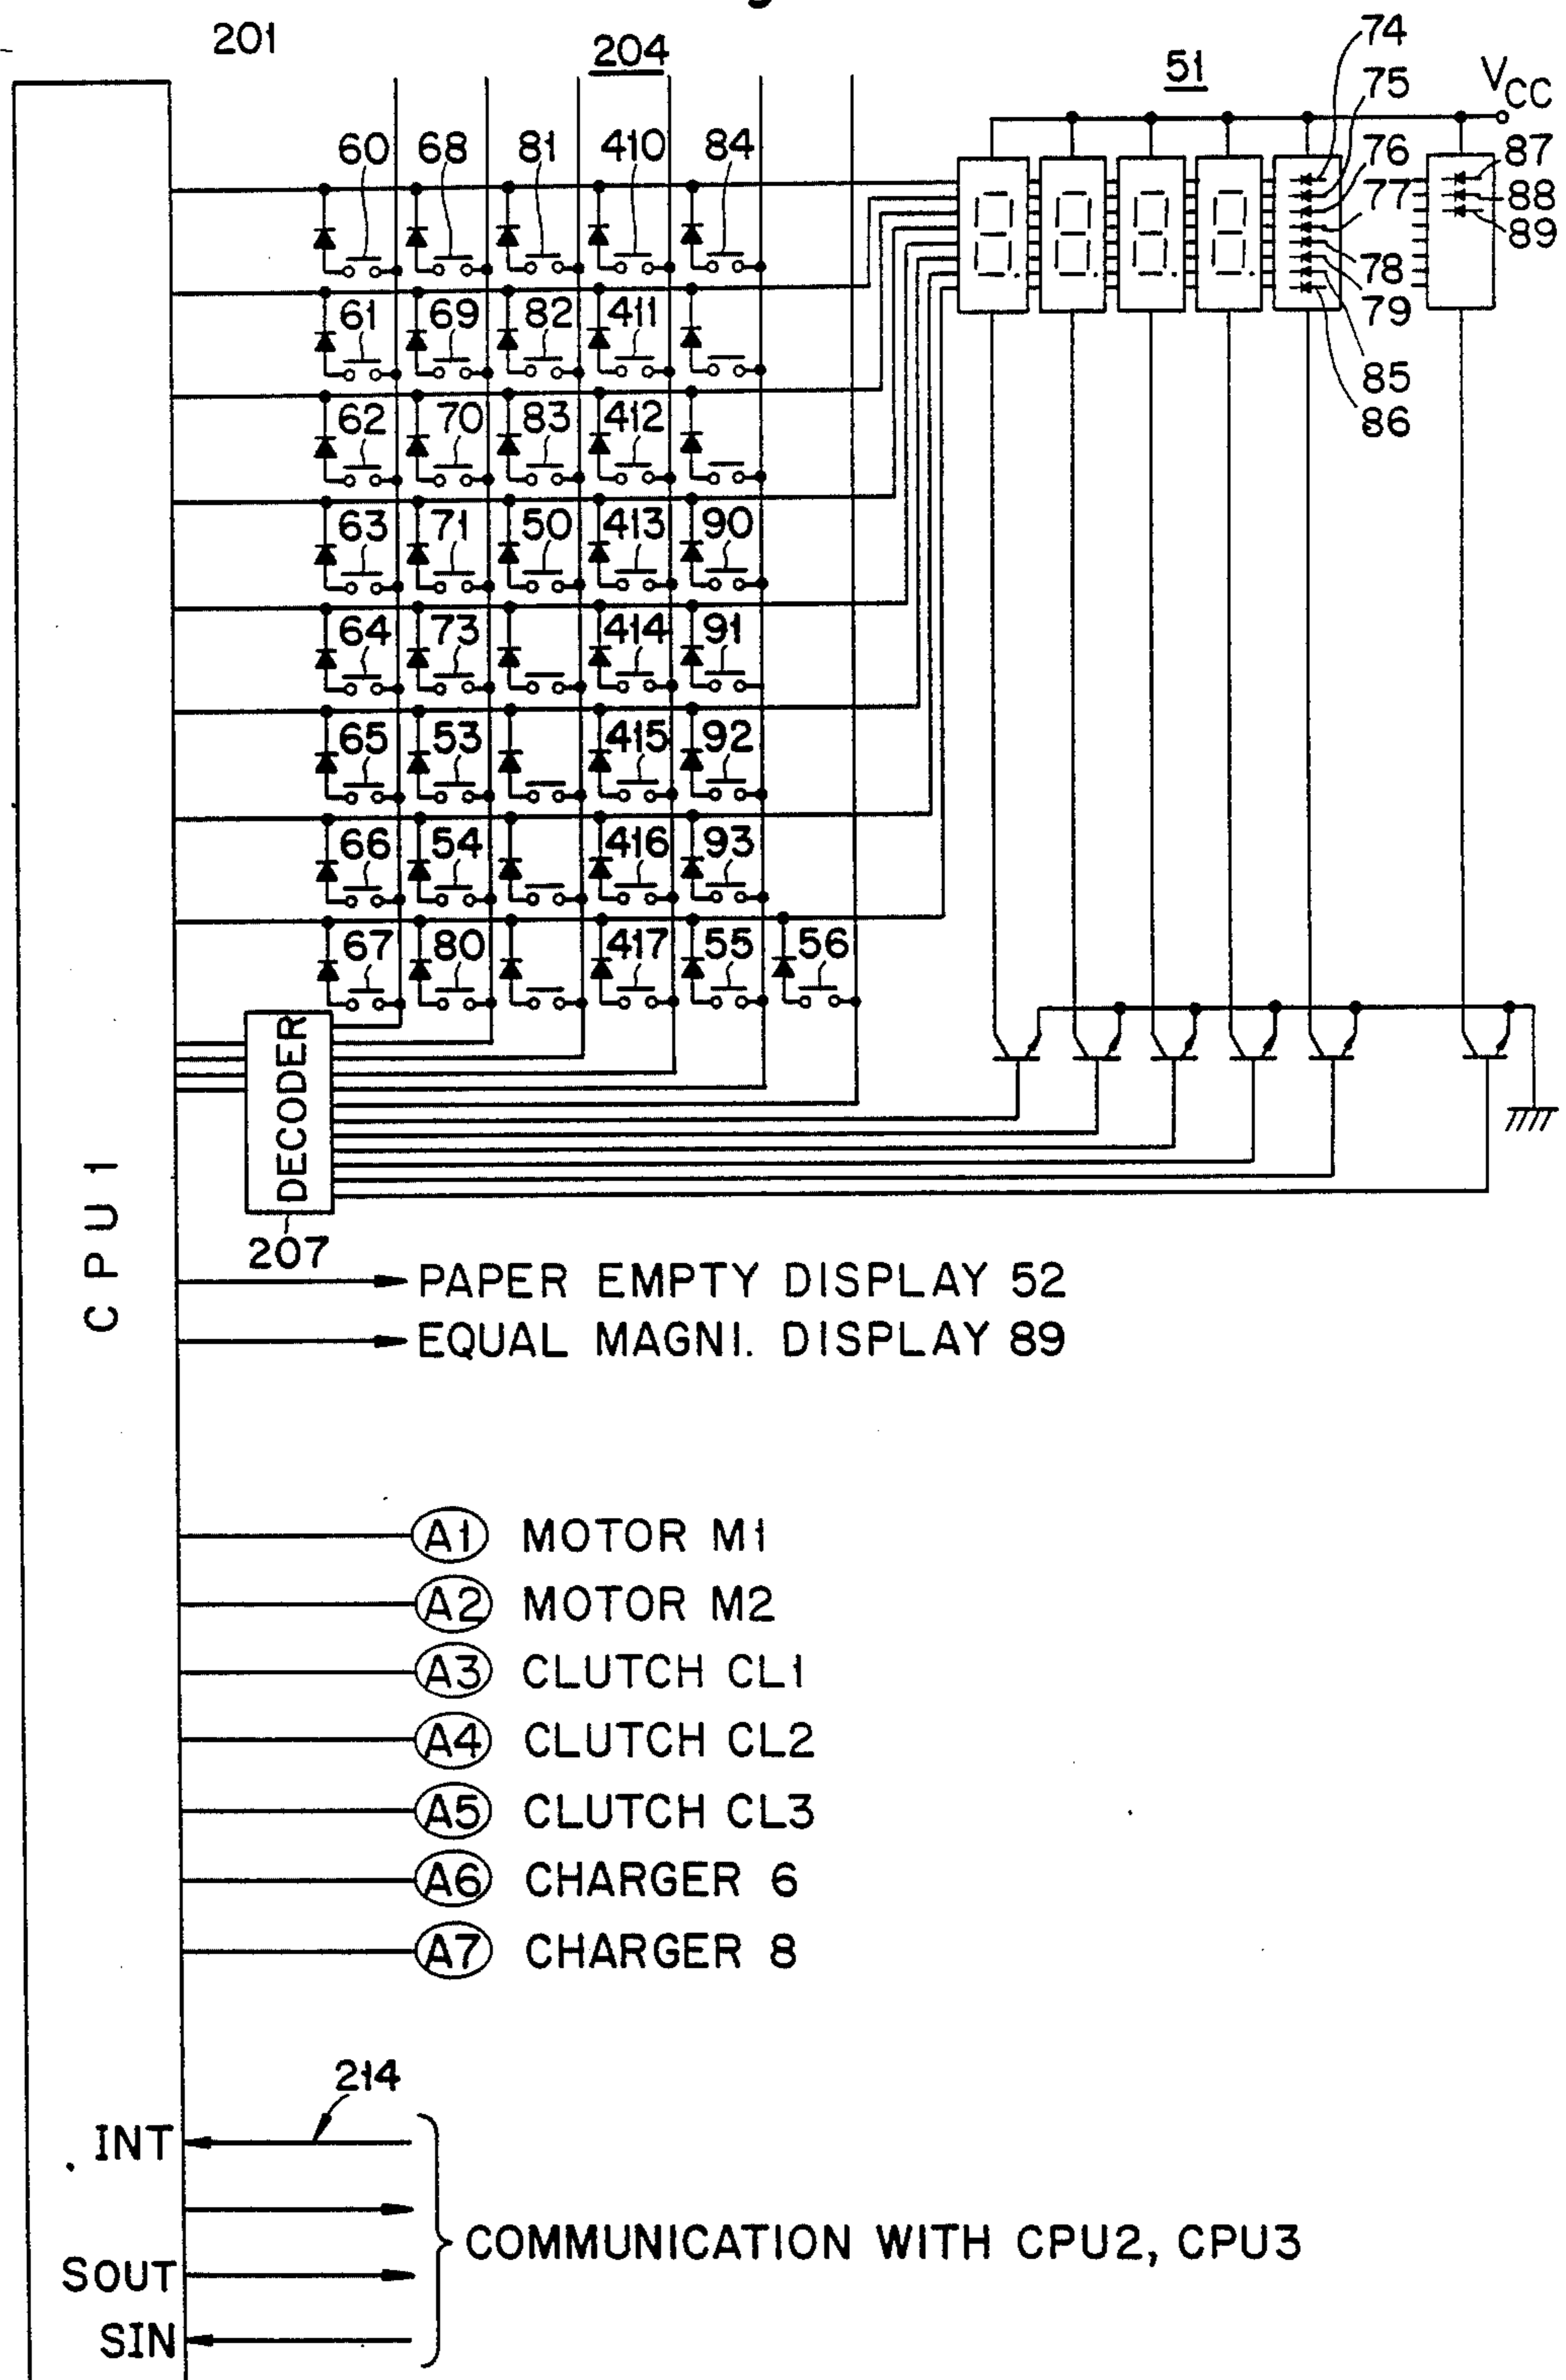 201
204
51
VCC
74
75
76
77
78
79
85
86
87
88
89
60 68 81 410 84
61 69 82 411
62 70 83 412
63 71 50 413 90
64 73 414 91
65 53 415 92
66 54 416 93
67 80 417 55 56
DECODER
207
CPU1
PAPER EMPTY DISPLAY 52
EQUAL MAGNI. DISPLAY 89
A1 MOTOR M1
A2 MOTOR M2
A3 CLUTCH CL1
A4 CLUTCH CL2
A5 CLUTCH CL3
A6 CHARGER 6
A7 CHARGER 8
214
INT
COMMUNICATION WITH CPU2, CPU3
SOUT
SIN